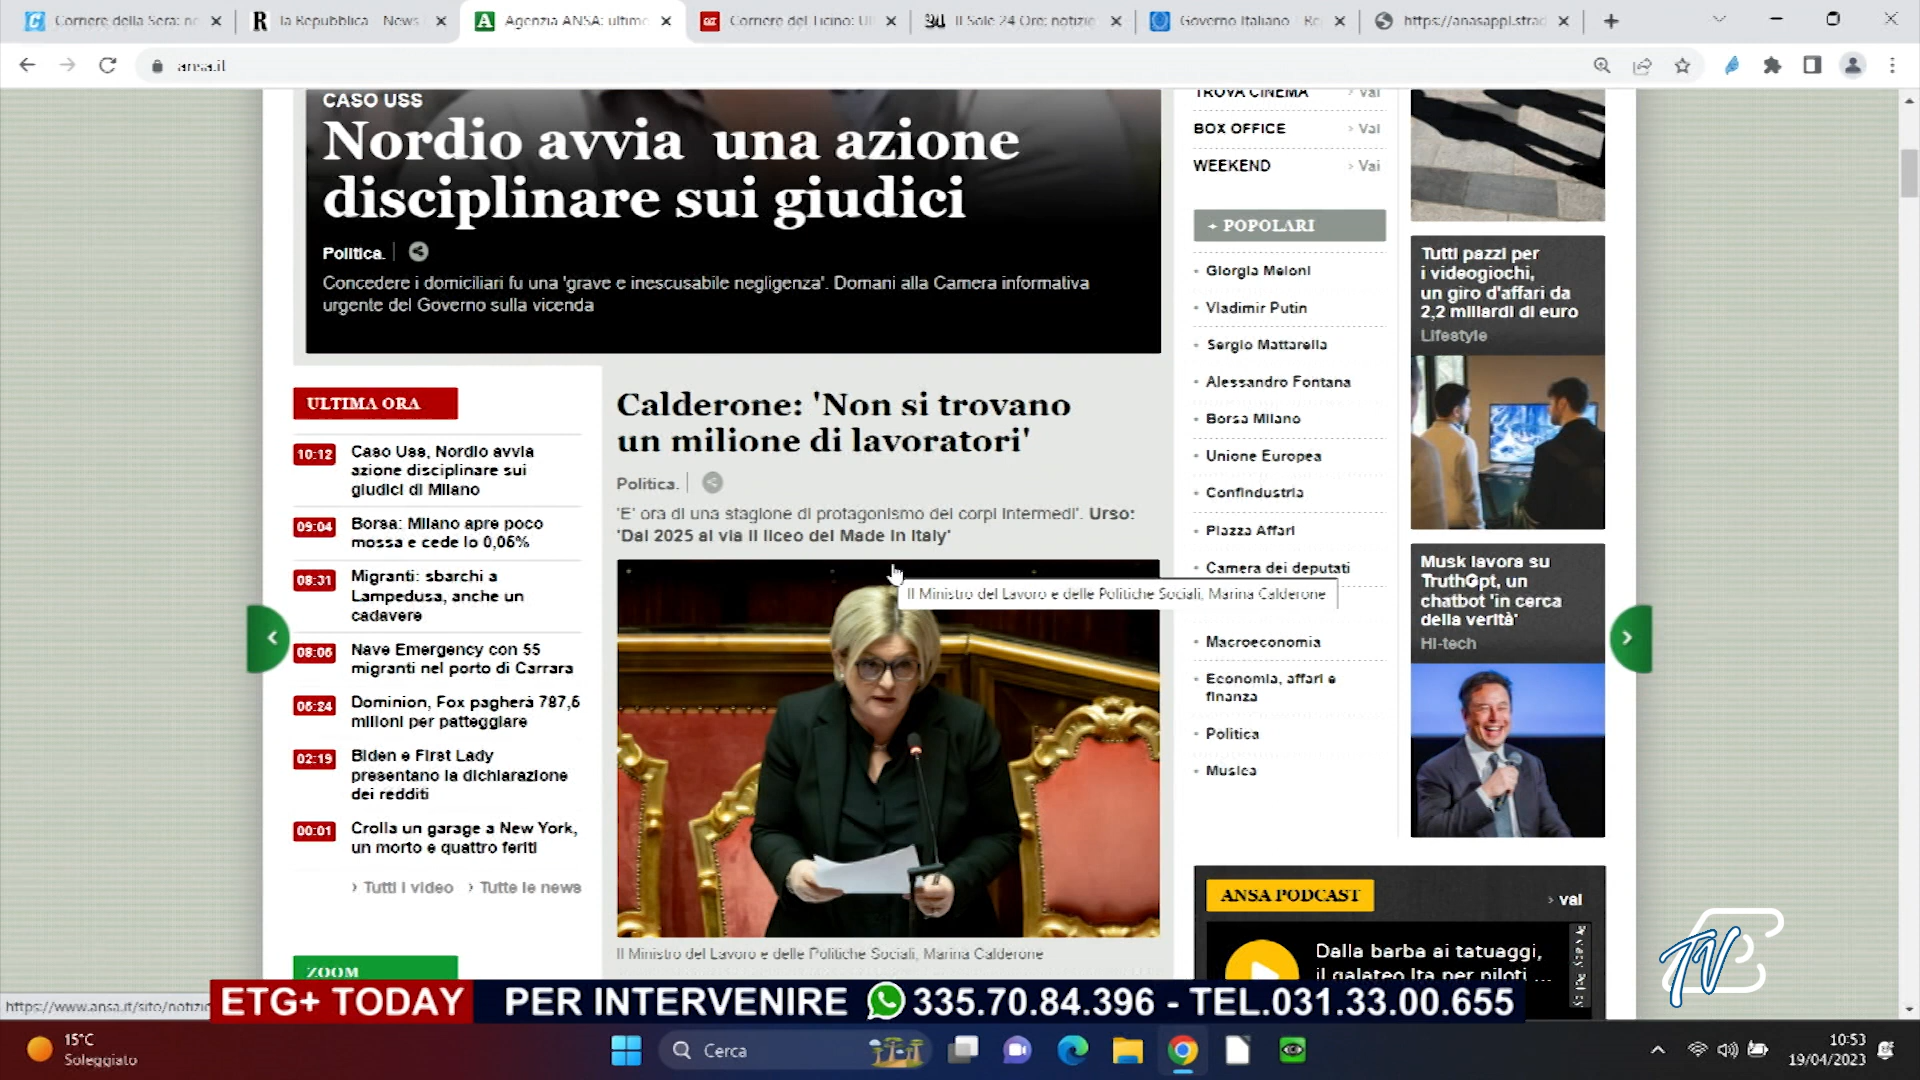 Corriere della Sera: no
la Repubblica - News
Agenzia ANSA: ultime
Corriere del Ticino: Ul
Il Sole 24 Ore: notizie
Governo Italiano - Re
https://anasappl.strad
ansa.it
CASO USS
Nordio avvia una azione
disciplinare sui giudici
Politica.
Concedere i domiciliari fu una 'grave e inescusabile negligenza'. Domani alla Camera informativa
urgente del Governo sulla vicenda
ULTIMA ORA
10:12 Caso Uss, Nordio avvia
azione disciplinare sui
giudici di Milano
09:04 Borsa: Milano apre poco
mossa e cede lo 0,06%
08:31 Migranti: sbarchi a
Lampedusa, anche un
cadavere
08:06 Nave Emergency con 55
migranti nel porto di Carrara
06:24 Dominion, Fox pagherà 787,5
milioni per patteggiare
02:19 Biden e First Lady
presentano la dichiarazione
dei redditi
00:01 Crolla un garage a New York,
un morto e quattro feriti
› Tutti i video › Tutte le news
ZOOM
Calderone: 'Non si trovano
un milione di lavoratori'
Politica.
'E' ora di una stagione di protagonismo dei corpi intermedi'. Urso:
'Dal 2025 al via il liceo del Made in Italy'
Il Ministro del Lavoro e delle Politiche Sociali, Marina Calderone
Il Ministro del Lavoro e delle Politiche Sociali, Marina Calderone
TROVA CINEMA › Vai
BOX OFFICE › Vai
WEEKEND › Vai
+ POPOLARI
Giorgia Meloni
Vladimir Putin
Sergio Mattarella
Alessandro Fontana
Borsa Milano
Unione Europea
Confindustria
Piazza Affari
Camera dei deputati
Macroeconomia
Economia, affari e
finanza
Politica
Musica
Tutti pazzi per
i videogiochi,
un giro d'affari da
2,2 miliardi di euro
Lifestyle
Musk lavora su
TruthGpt, un
chatbot 'in cerca
della verità'
Hi-tech
ANSA PODCAST › vai
Dalla barba ai tatuaggi,
il galateo Ita per piloti ...
Privacy Policy
https://www.ansa.it/sito/notizi
ETG+ TODAY PER INTERVENIRE 335.70.84.396 - TEL.031.33.00.655
15°C
Soleggiato
Cerca
10:53
19/04/2023